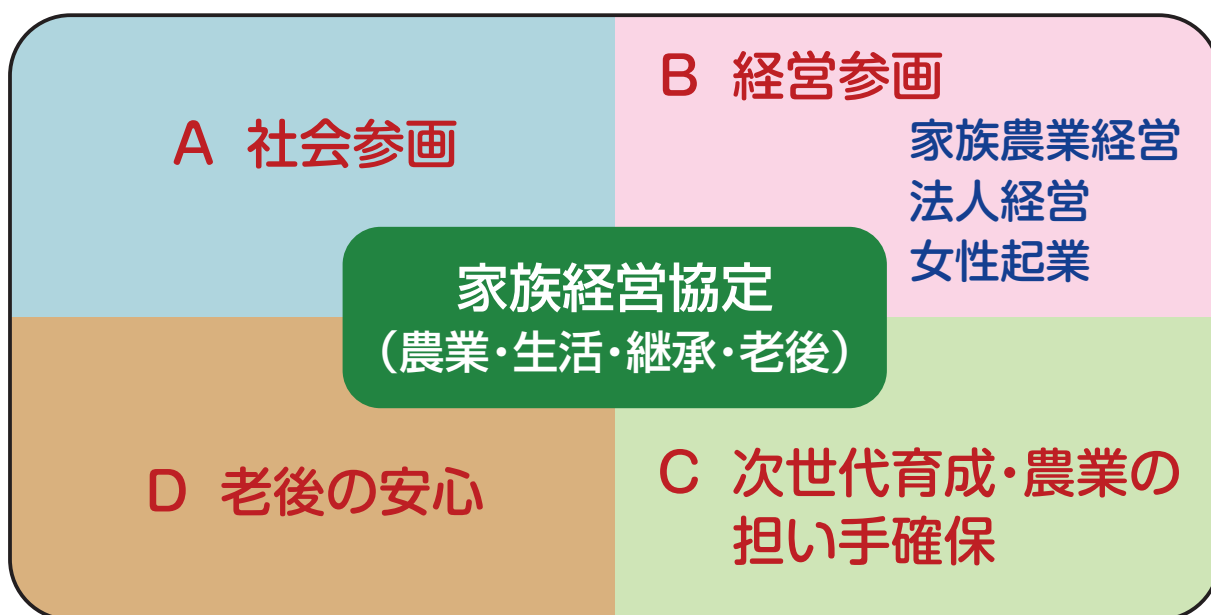 A 社会参画
B 経営参画
家族農業経営
法人経営
女性起業
家族経営協定
（農業・生活・継承・老後）
D 老後の安心
C 次世代育成・農業の
担い手確保